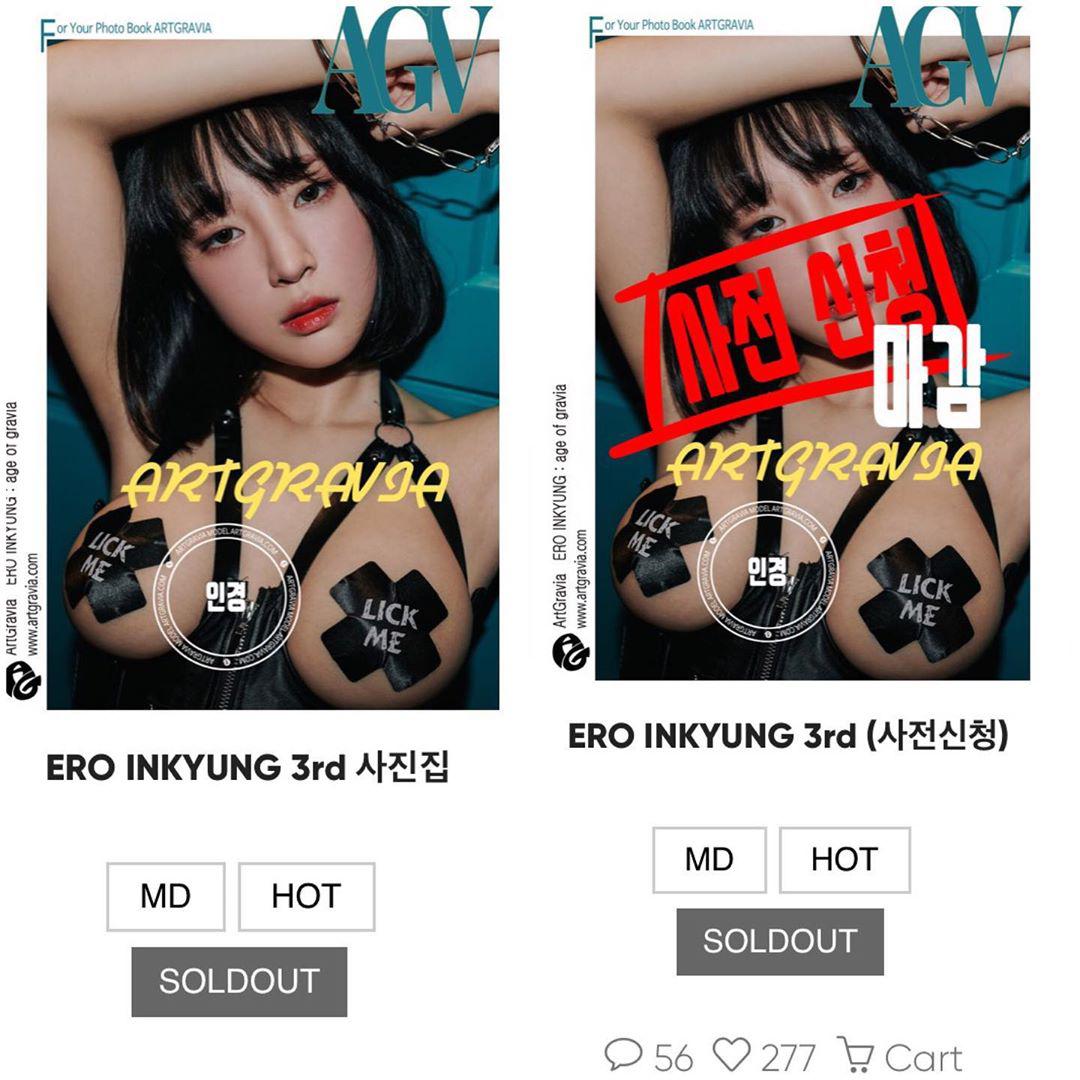 For Your Photo Book ARTGRAVIA
AGV
ArtGravia ERO INKYUNG : age of gravia
www.artgravia.com
ARTGRAVIA
LICK
ME
ARTGRAVIA MODEL ARTGRAVIA.COM
인경
LICK
ME
ERO INKYUNG 3rd 사진집
MD
HOT
SOLDOUT
For Your Photo Book ARTGRAVIA
AGV
ArtGravia ERO INKYUNG : age of gravia
www.artgravia.com
사전 신청
마감
ARTGRAVIA
LICK
ME
ARTGRAVIA MODEL ARTGRAVIA.COM
인경
LICK
ME
ERO INKYUNG 3rd (사전신청)
MD
HOT
SOLDOUT
56 277 Cart